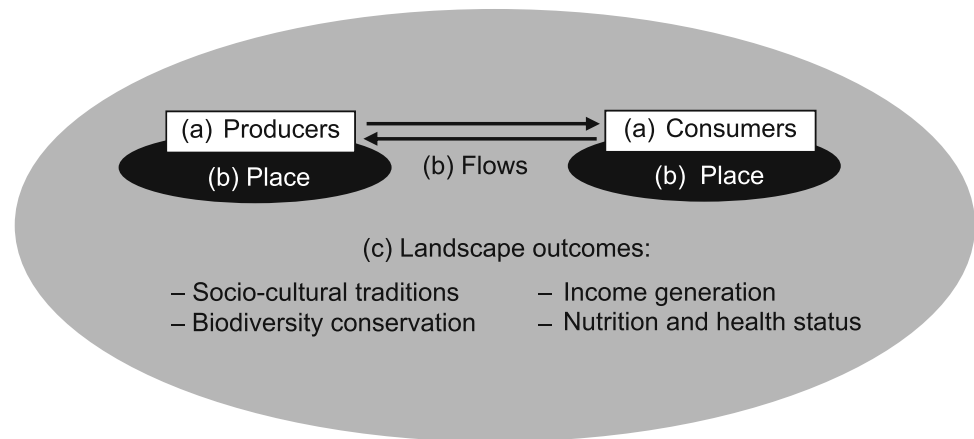 (a) Producers
(a) Consumers
(b) Flows
(b) Place
(b) Place
(c) Landscape outcomes:
– Socio-cultural traditions
– Income generation
– Biodiversity conservation
– Nutrition and health status